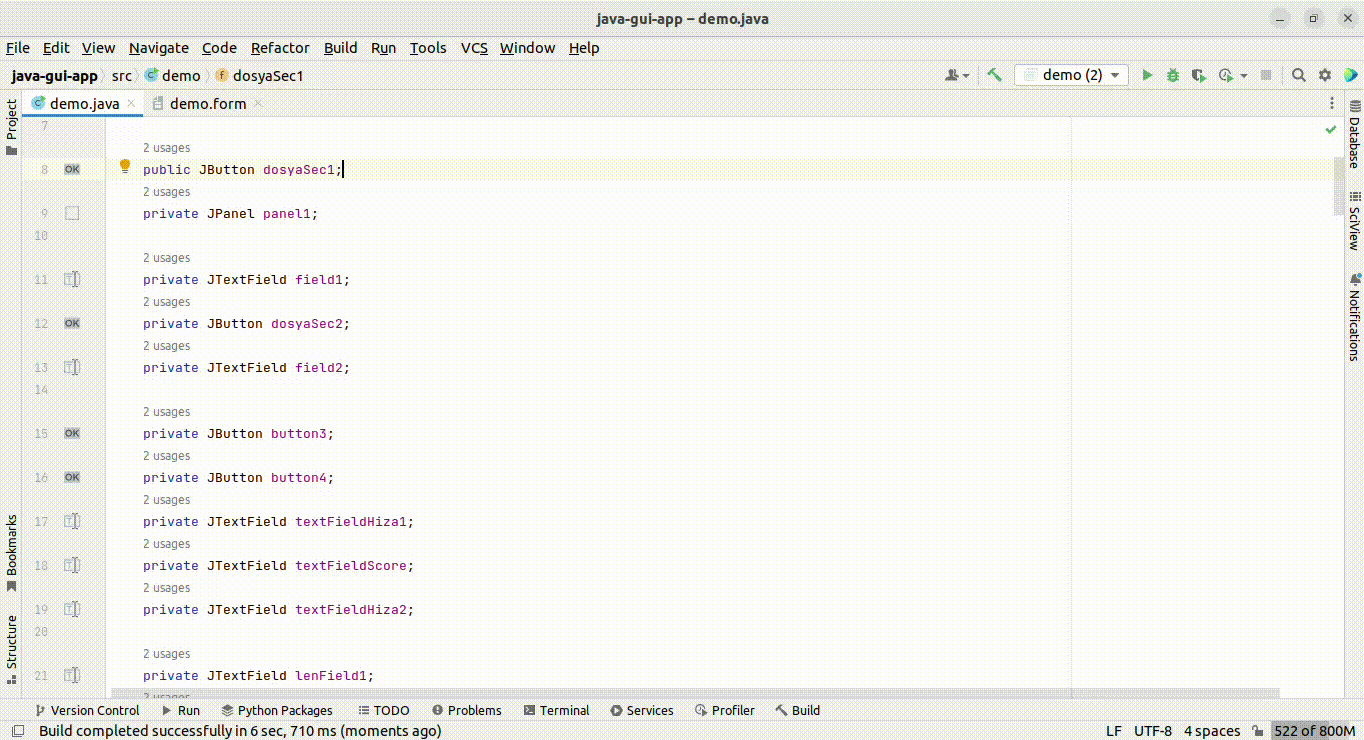 java-gui-app – demo.java
File Edit View Navigate Code Refactor Build Run Tools VCS Window Help
java-gui-app src demo dosyaSec1
demo (2)
demo.java demo.form
Project
Bookmarks
Structure
Database
SciView
Notifications
7
2 usages
8 OK public JButton dosyaSec1;
2 usages
9 private JPanel panel1;
10
2 usages
11 private JTextField field1;
2 usages
12 OK private JButton dosyaSec2;
2 usages
13 private JTextField field2;
14
2 usages
15 OK private JButton button3;
2 usages
16 OK private JButton button4;
2 usages
17 private JTextField textFieldHiza1;
2 usages
18 private JTextField textFieldScore;
2 usages
19 private JTextField textFieldHiza2;
20
2 usages
21 private JTextField lenField1;
2 usages
Version Control Run Python Packages TODO Problems Terminal Services Profiler Build
Build completed successfully in 6 sec, 710 ms (moments ago) LF UTF-8 4 spaces 522 of 800M